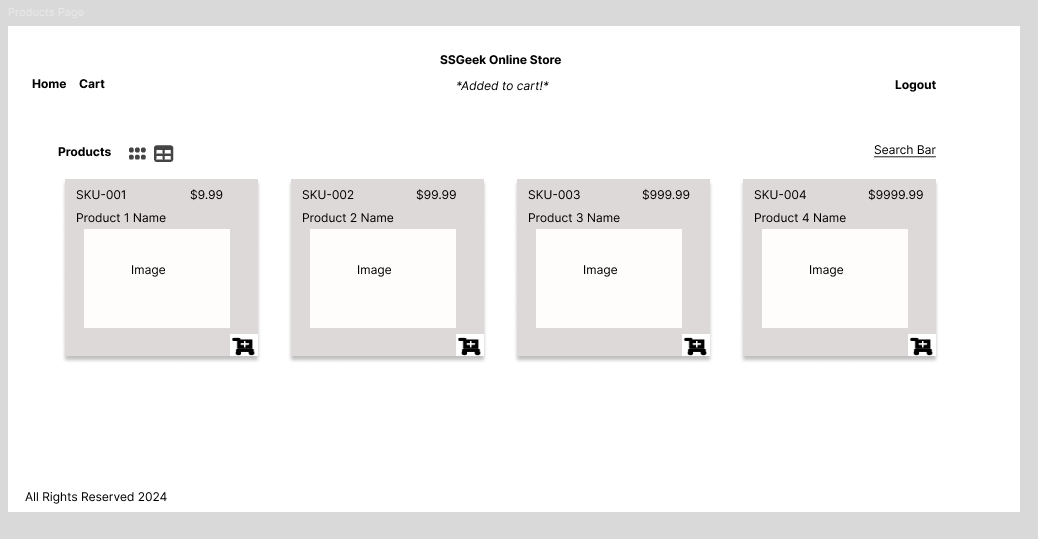 Products Page
SSGeek Online Store
Home Cart
*Added to cart!*
Logout
Products
Search Bar
SKU-001 $9.99
Product 1 Name
Image
SKU-002 $99.99
Product 2 Name
Image
SKU-003 $999.99
Product 3 Name
Image
SKU-004 $9999.99
Product 4 Name
Image
All Rights Reserved 2024